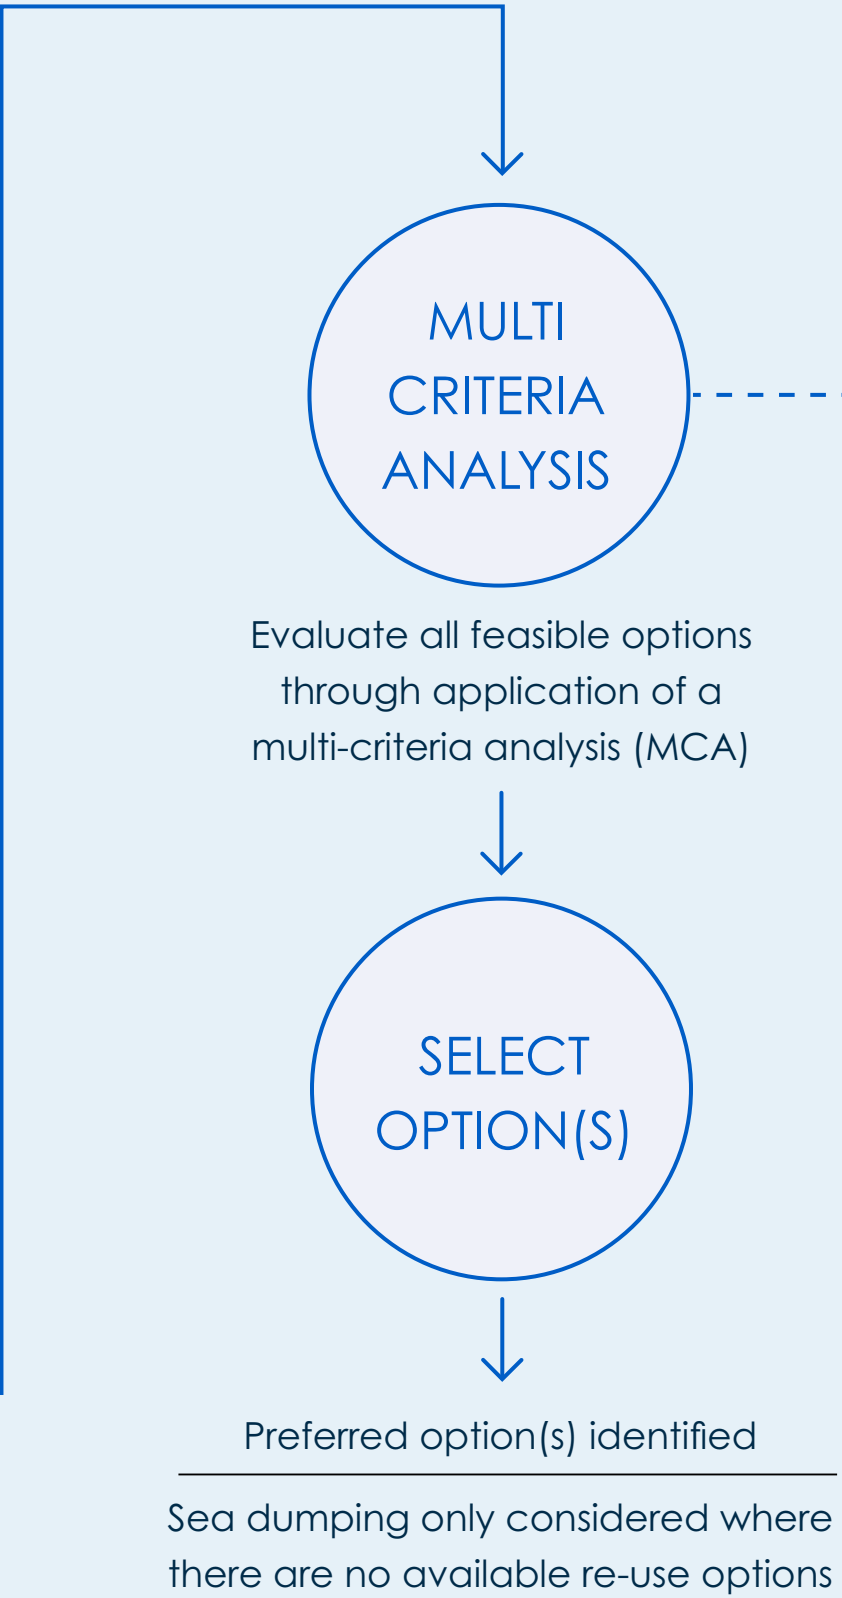 MULTI
CRITERIA
ANALYSIS
Evaluate all feasible options
through application of a
multi-criteria analysis (MCA)
SELECT
OPTION(S)
Preferred option(s) identified
Sea dumping only considered where
there are no available re-use options